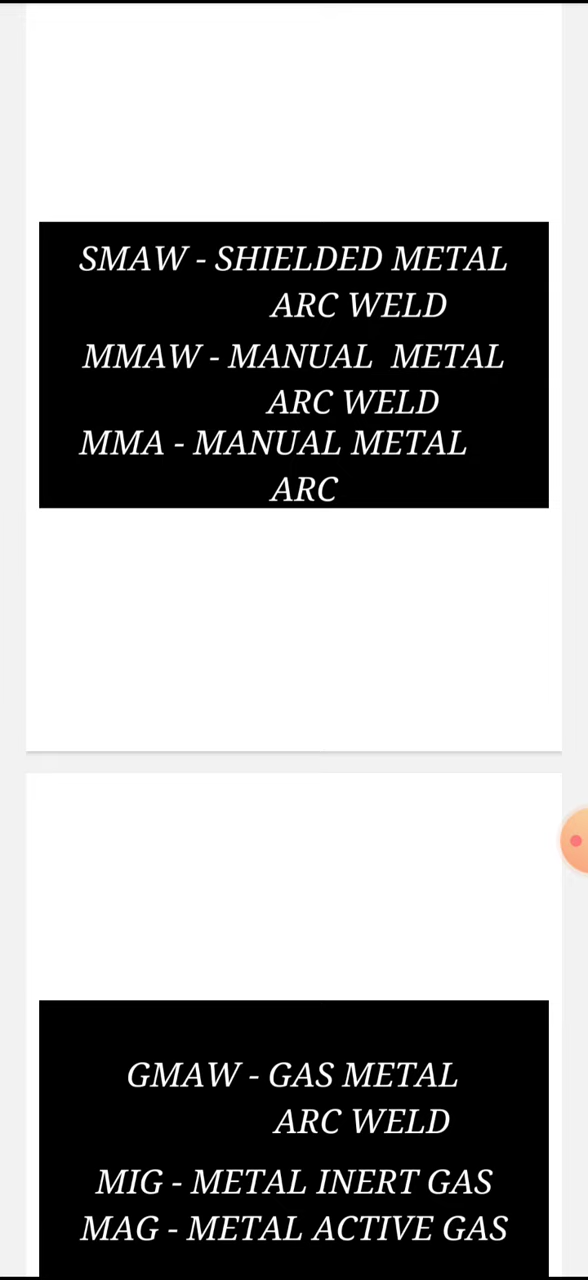 SMAW - SHIELDED METAL
ARC WELD
MMAW - MANUAL METAL
ARC WELD
MMA - MANUAL METAL
ARC
GMAW - GAS METAL
ARC WELD
MIG - METAL INERT GAS
MAG - METAL ACTIVE GAS